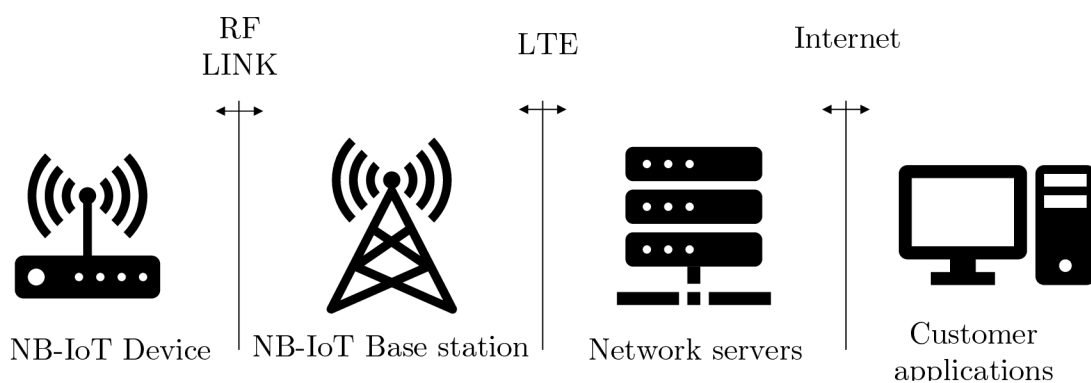 RF
LINK
LTE
Internet
NB-IoT Device
NB-IoT Base station
Network servers
Customer
applications